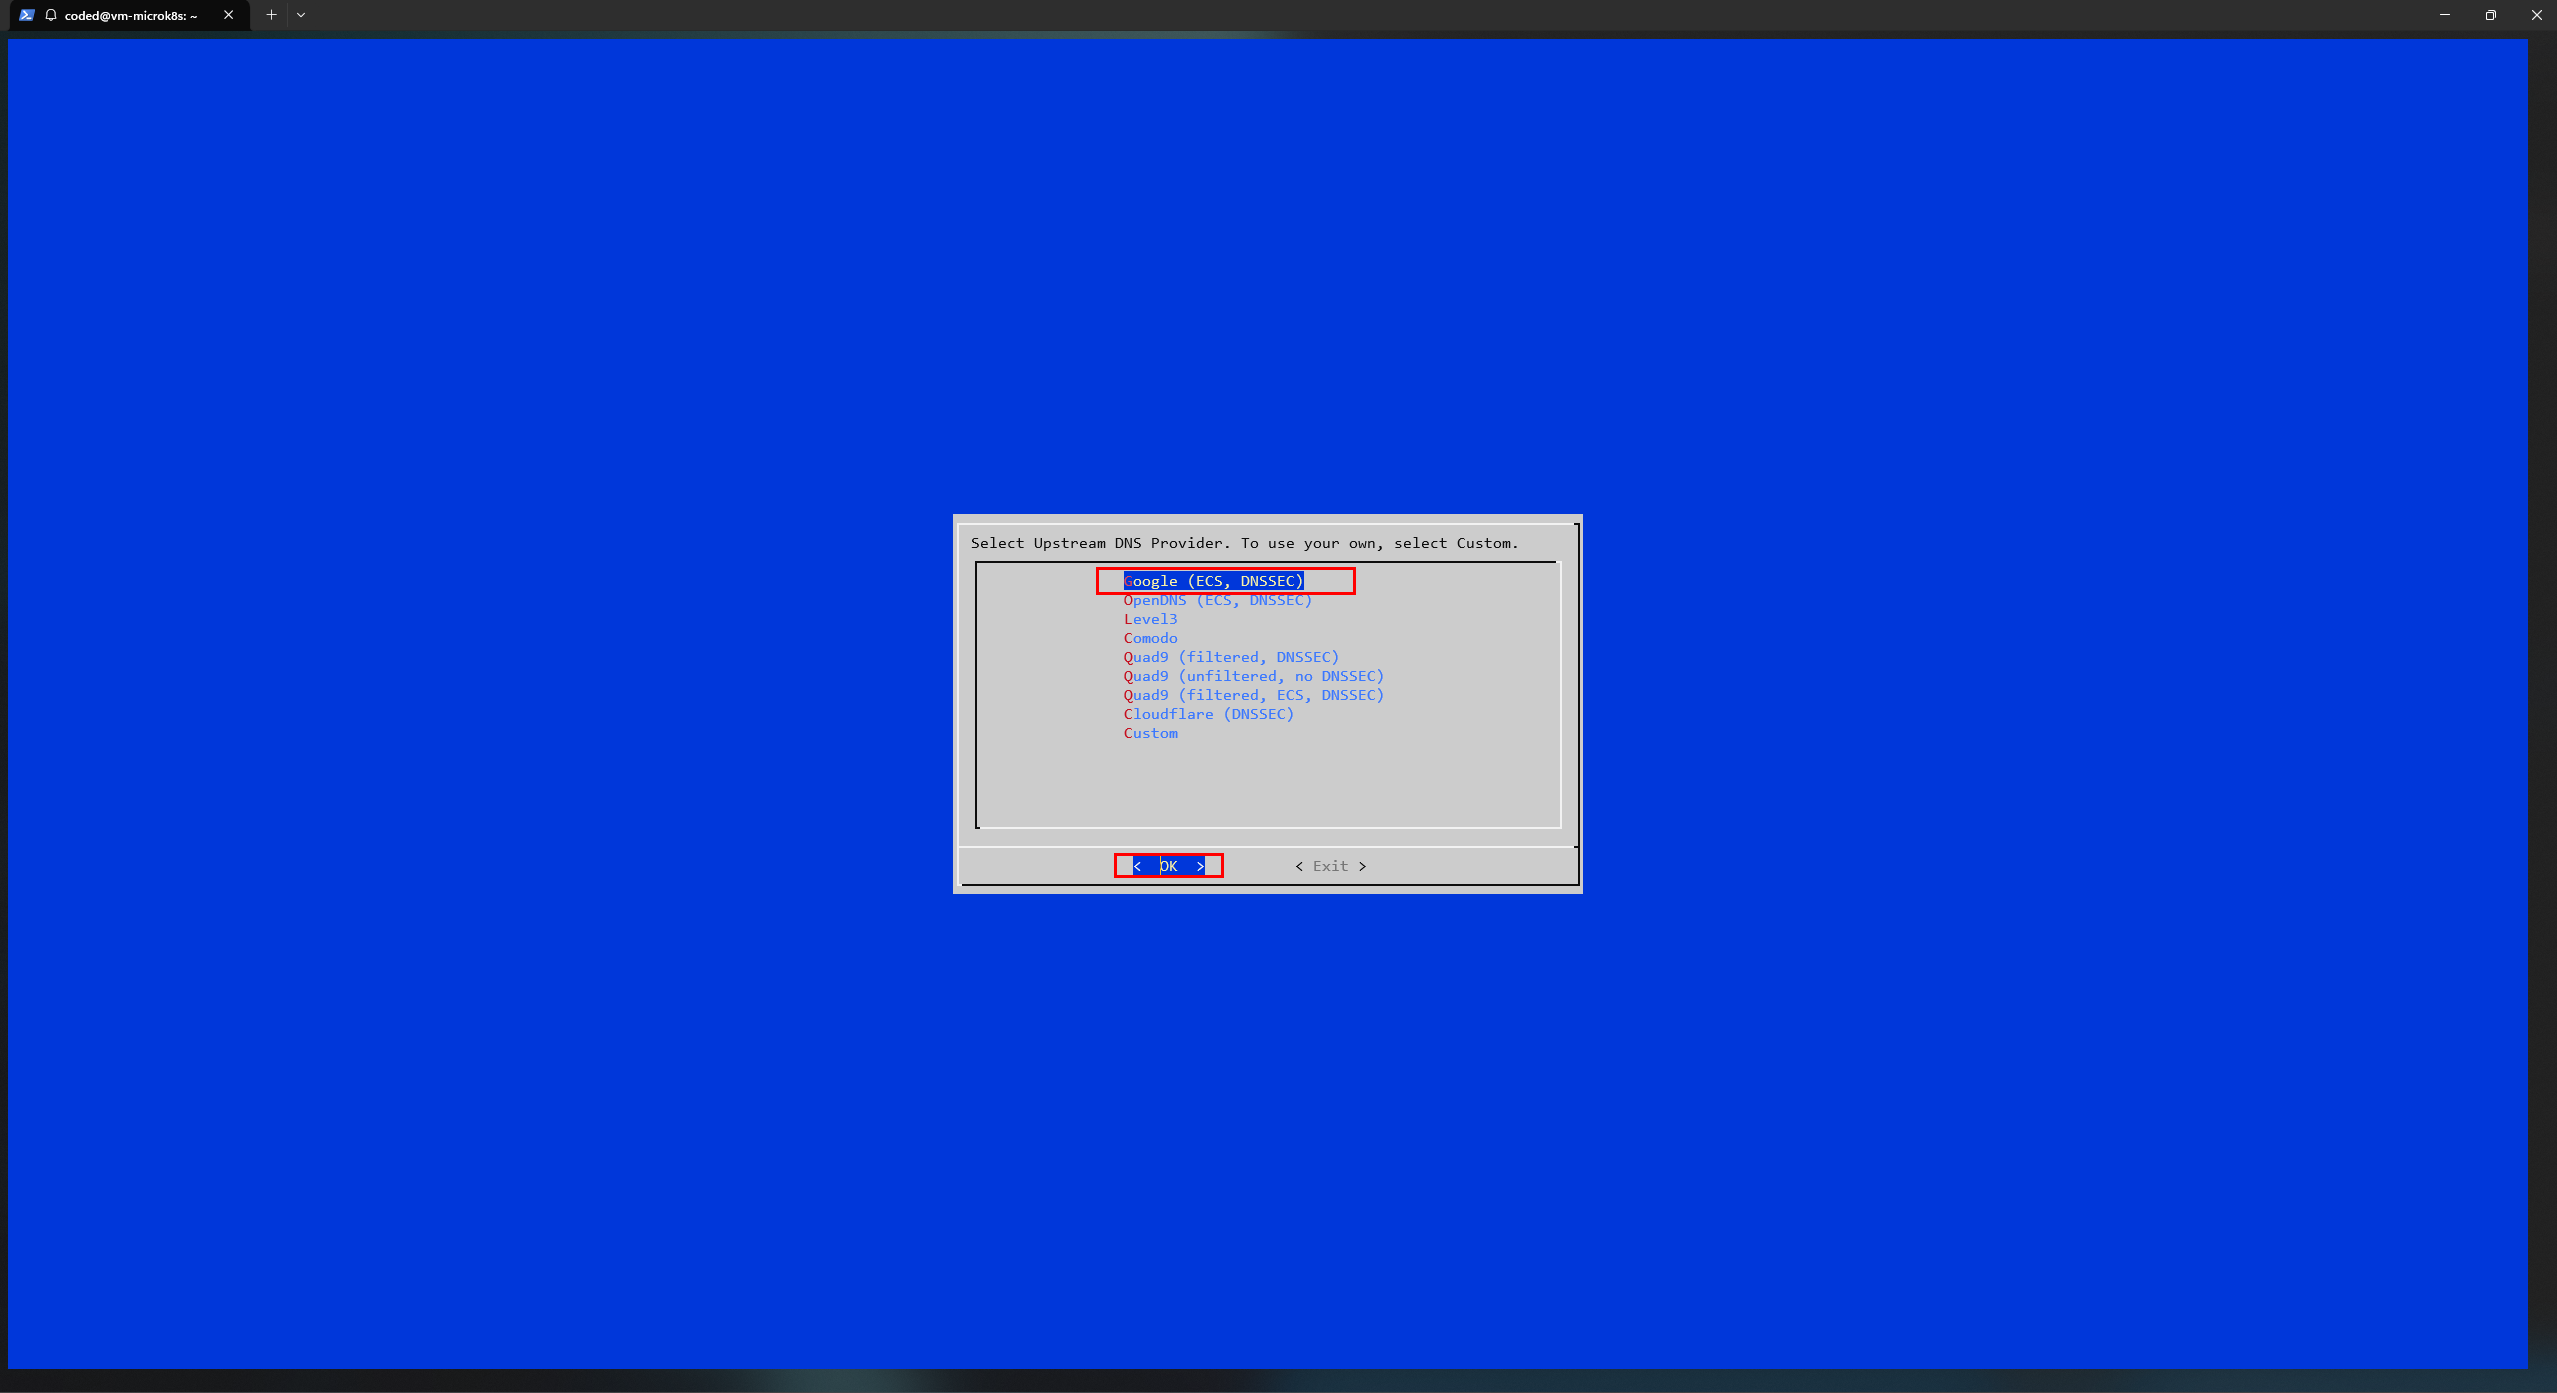 coded@vm-microk8s: ~
Select Upstream DNS Provider. To use your own, select Custom.
Google (ECS, DNSSEC)
OpenDNS (ECS, DNSSEC)
Level3
Comodo
Quad9 (filtered, DNSSEC)
Quad9 (unfiltered, no DNSSEC)
Quad9 (filtered, ECS, DNSSEC)
Cloudflare (DNSSEC)
Custom
<  OK  > < Exit >